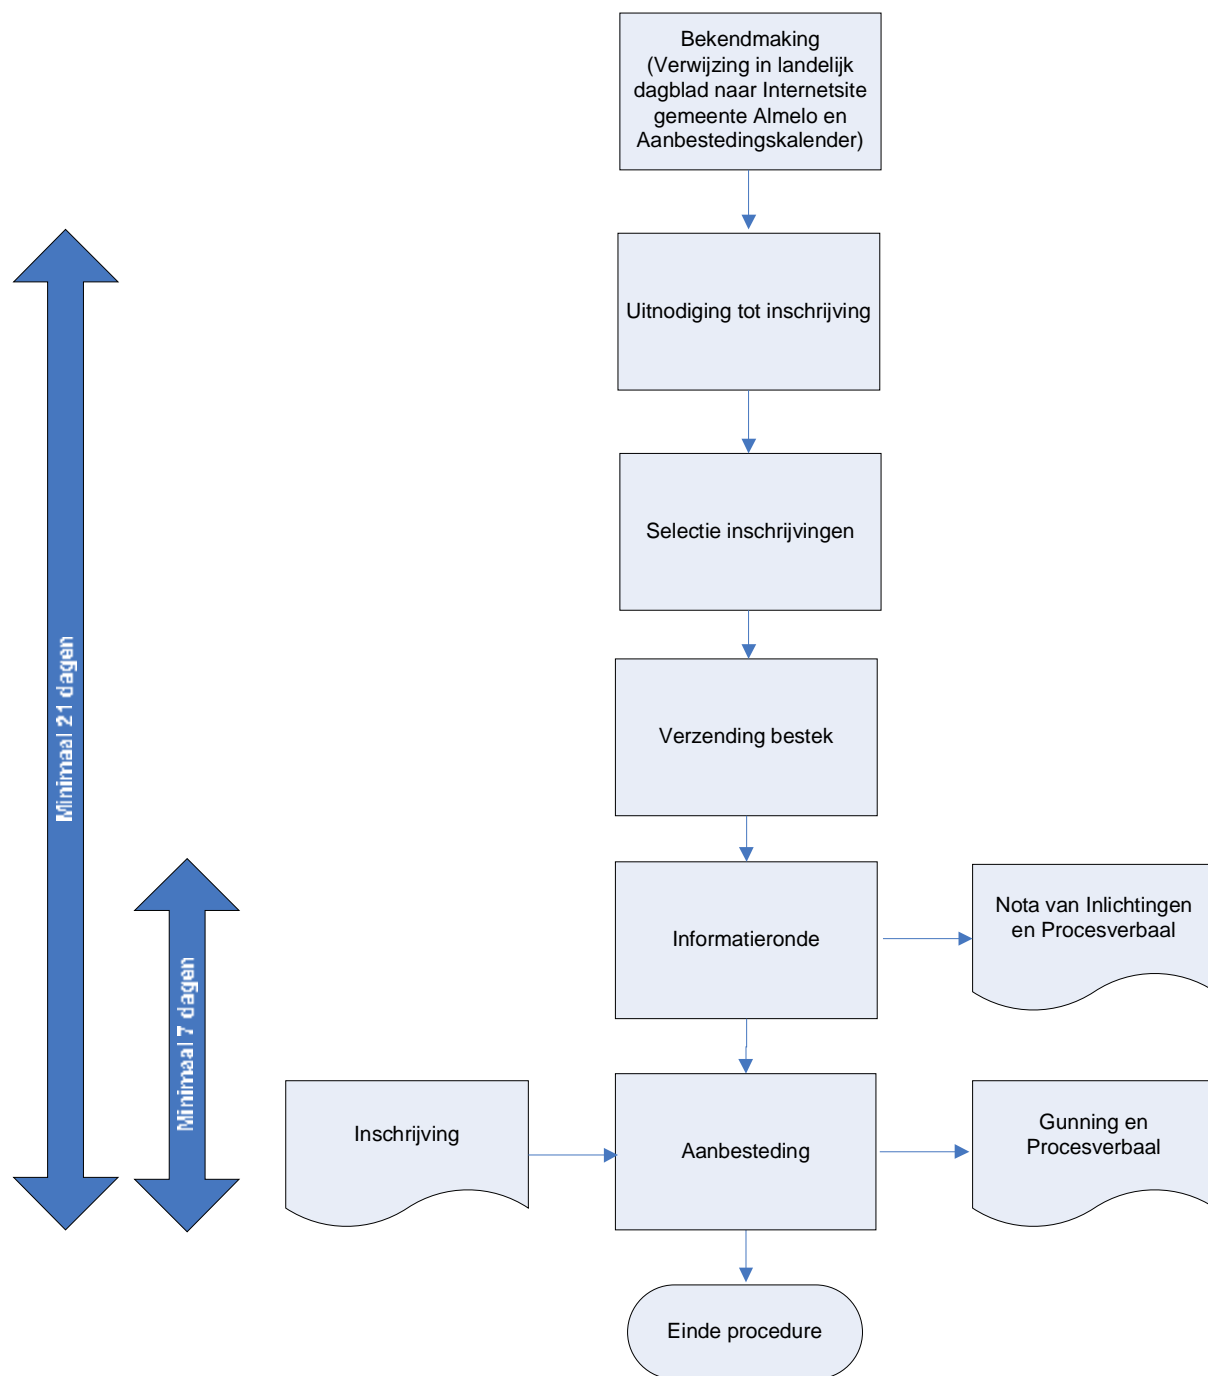 Bekendmaking
(Verwijzing in landelijk
dagblad naar Internetsite
gemeente Almelo en
Aanbestedingskalender)
Uitnodiging tot inschrijving
Selectie inschrijvingen
Verzending bestek
Minimaal 21 dagen
Informatieronde
Nota van Inlichtingen
en Procesverbaal
Minimaal 7 dagen
Inschrijving
Aanbesteding
Gunning en
Procesverbaal
Einde procedure